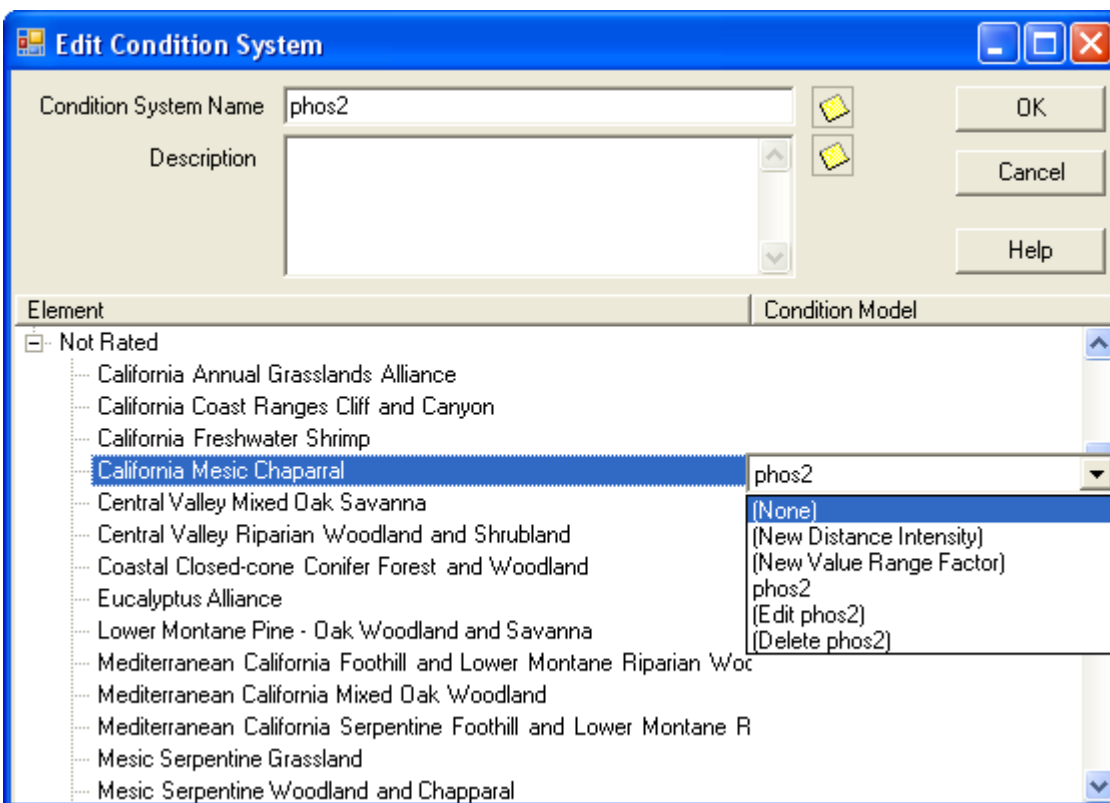 Edit Condition System
Condition System Name phos2 OK
Description Cancel
Help
Element Condition Model
Not Rated
California Annual Grasslands Alliance
California Coast Ranges Cliff and Canyon
California Freshwater Shrimp
California Mesic Chaparral phos2
Central Valley Mixed Oak Savanna
Central Valley Riparian Woodland and Shrubland
Coastal Closed-cone Conifer Forest and Woodland
Eucalyptus Alliance
Lower Montane Pine - Oak Woodland and Savanna
Mediterranean California Foothill and Lower Montane Riparian Woo
Mediterranean California Mixed Oak Woodland
Mediterranean California Serpentine Foothill and Lower Montane R
Mesic Serpentine Grassland
Mesic Serpentine Woodland and Chapparal
(None)
(New Distance Intensity)
(New Value Range Factor)
phos2
(Edit phos2)
(Delete phos2)